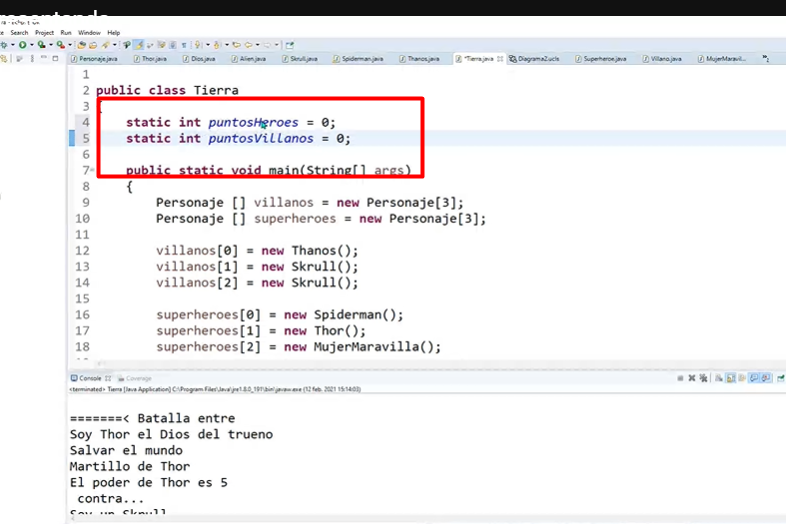 Search Project Run Window Help
Personaje.java Thor.java Dios.java Alien.java Skrull.java Spiderman.java Thanos.java *Tierra.java DiagramaZ.ucls Superheroe.java Villano.java MujerMaravil...
1
2 public class Tierra
3
4 static int puntosHeroes = 0;
5 static int puntosVillanos = 0;
6
7 public static void main(String[] args)
8 {
9 Personaje [] villanos = new Personaje[3];
10 Personaje [] superheroes = new Personaje[3];
11
12 villanos[0] = new Thanos();
13 villanos[1] = new Skrull();
14 villanos[2] = new Skrull();
15
16 superheroes[0] = new Spiderman();
17 superheroes[1] = new Thor();
18 superheroes[2] = new MujerMaravilla();
Console Coverage
<terminated> Tierra [Java Application] C:\Program Files\Java\jre1.8.0_191\bin\javaw.exe (12 feb. 2021 15:14:03)
=======< Batalla entre
Soy Thor el Dios del trueno
Salvar el mundo
Martillo de Thor
El poder de Thor es 5
contra...
Soy un Skrull